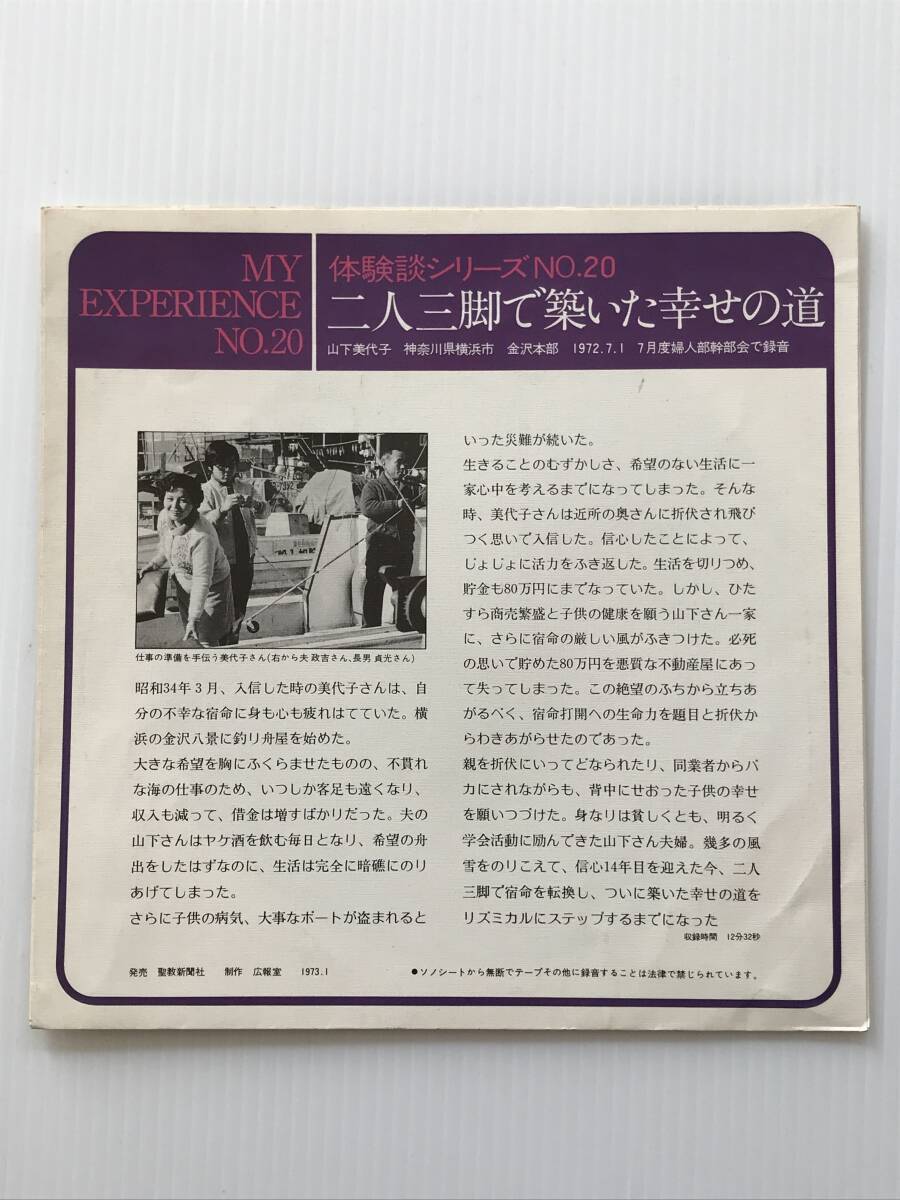 MY
EXPERIENCE
NO.20
体験談シリーズNO.20
二人三脚で築いた幸せの道
山下美代子 神奈川県横浜市 金沢本部 1972.7.1 7月度婦人部幹部会で録音
仕事の準備を手伝う美代子さん(右から夫 政吉さん、長男 貞光さん)
昭和34年3月、入信した時の美代子さんは、自
分の不幸な宿命に身も心も疲れはてていた。横
浜の金沢八景に釣り舟屋を始めた。
大きな希望を胸にふくらませたものの、不貫れ
な海の仕事のため、いつしか客足も遠くなり、
収入も減って、借金は増すばかりだった。夫の
山下さんはヤケ酒を飲む毎日となり、希望の舟
出をしたはずなのに、生活は完全に暗礁にのり
あげてしまった。
さらに子供の病気、大事なボートが盗まれると
いった災難が続いた。
生きることのむずかしさ、希望のない生活に一
家心中を考えるまでになってしまった。そんな
時、美代子さんは近所の奥さんに折伏され飛び
つく思いで入信した。信心したことによって、
じょじょに活力をふき返した。生活を切りつめ、
貯金も80万円にまでなっていた。しかし、ひた
すら商売繁盛と子供の健康を願う山下さん一家
に、さらに宿命の厳しい風がふきつけた。必死
の思いで貯めた80万円を悪質な不動産屋にあっ
て失ってしまった。この絶望のふちから立ちあ
がるべく、宿命打開への生命力を題目と折伏か
らわきあがらせたのであった。
親を折伏にいってどなられたり、同業者からバ
カにされながらも、背中にせおった子供の幸せ
を願いつづけた。身なりは貧しくとも、明るく
学会活動に励んできた山下さん夫婦。幾多の風
雪をのりこえて、信心14年目を迎えた今、二人
三脚で宿命を転換し、ついに築いた幸せの道を
リズミカルにステップするまでになった
収録時間 12分32秒
発売 聖教新聞社 制作 広報室 1973.1
●ソノシートから無断でテープその他に録音することは法律で禁じられています。